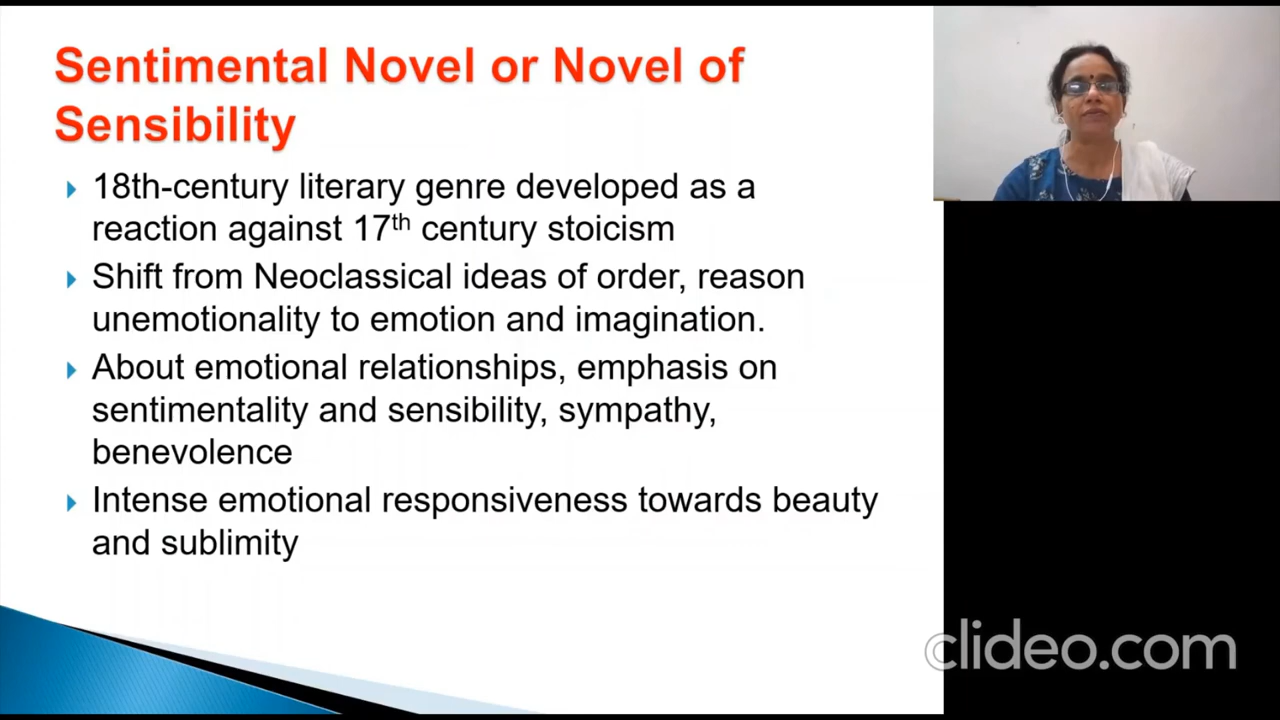 Sentimental Novel or Novel of
Sensibility
18th-century literary genre developed as a
reaction against 17th century stoicism
Shift from Neoclassical ideas of order, reason
unemotionality to emotion and imagination.
About emotional relationships, emphasis on
sentimentality and sensibility, sympathy,
benevolence
Intense emotional responsiveness towards beauty
and sublimity
clideo.com